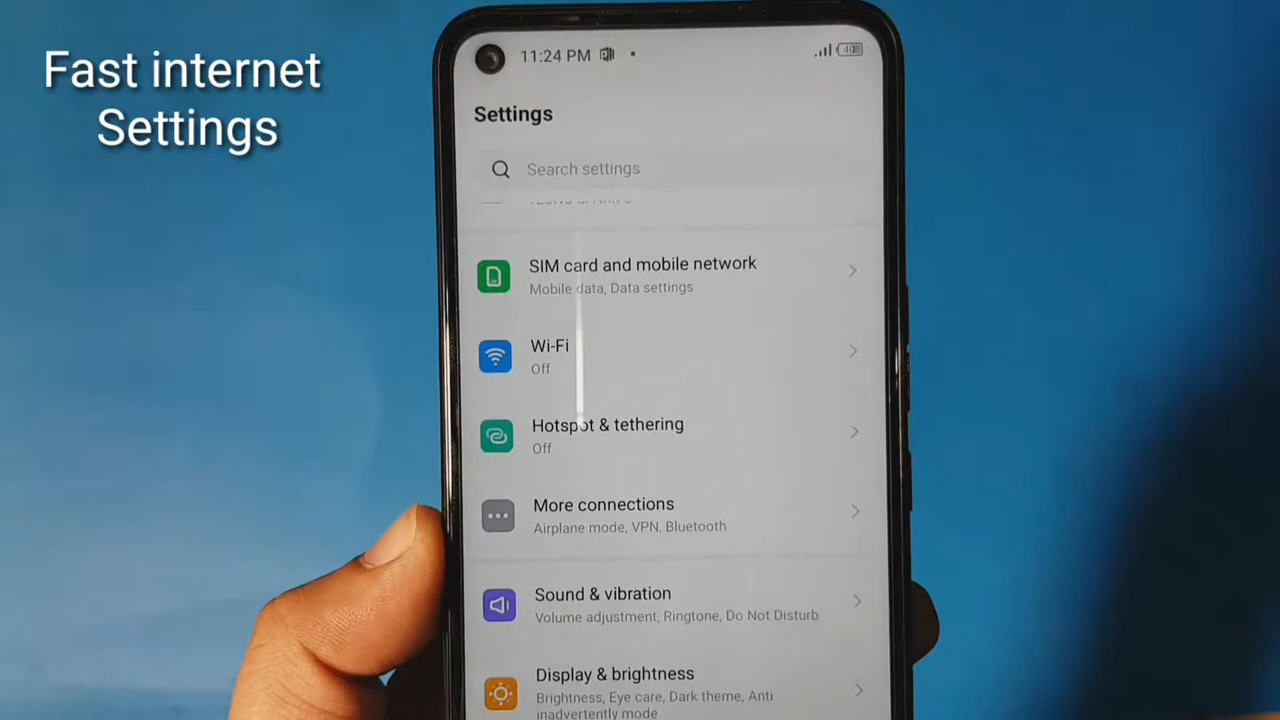 Fast internet
Settings
11:24 PM
40
Settings
Search settings
SIM card and mobile network
Mobile data, Data settings
Wi-Fi
Off
Hotspot & tethering
Off
More connections
Airplane mode, VPN, Bluetooth
Sound & vibration
Volume adjustment, Ringtone, Do Not Disturb
Display & brightness
Brightness, Eye care, Dark theme, Anti
inadvertently mode